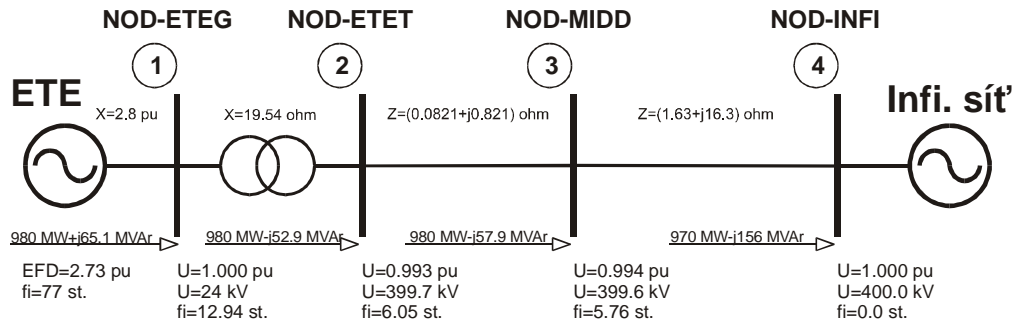 NOD-ETEG NOD-ETET NOD-MIDD NOD-INFI
1 2 3 4
ETE Infi. síť
X=2.8 pu X=19.54 ohm Z=(0.0821+j0.821) ohm Z=(1.63+j16.3) ohm
980 MW+j65.1 MVAr 980 MW-j52.9 MVAr 980 MW-j57.9 MVAr 970 MW-j156 MVAr
EFD=2.73 pu U=1.000 pu U=0.993 pu U=0.994 pu U=1.000 pu
fi=77 st. U=24 kV U=399.7 kV U=399.6 kV U=400.0 kV
fi=12.94 st. fi=6.05 st. fi=5.76 st. fi=0.0 st.